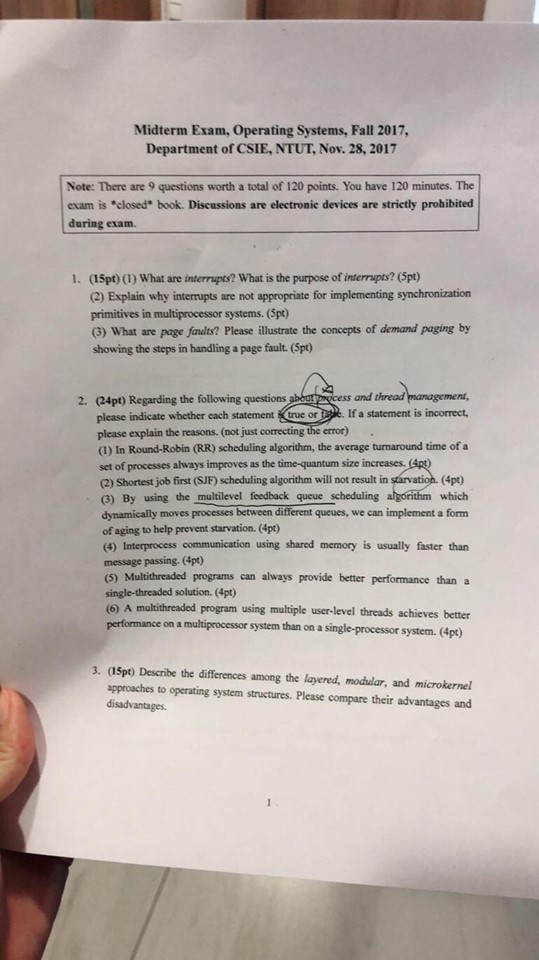 Midterm Exam, Operating Systems, Fall 2017,
Department of CSIE, NTUT, Nov. 28, 2017
Note: There are 9 questions worth a total of 120 points. You have 120 minutes. The
exam is *closed* book. Discussions are electronic devices are strictly prohibited
during exam.
1. (15pt) (1) What are interrupts? What is the purpose of interrupts? (5pt)
(2) Explain why interrupts are not appropriate for implementing synchronization
primitives in multiprocessor systems. (5pt)
(3) What are page faults? Please illustrate the concepts of demand paging by
showing the steps in handling a page fault. (5pt)
2. (24pt) Regarding the following questions about process and thread management,
please indicate whether each statement is true or false. If a statement is incorrect,
please explain the reasons. (not just correcting the error)
(1) In Round-Robin (RR) scheduling algorithm, the average turnaround time of a
set of processes always improves as the time-quantum size increases. (4pt)
(2) Shortest job first (SJF) scheduling algorithm will not result in starvation. (4pt)
(3) By using the multilevel feedback queue scheduling algorithm which
dynamically moves processes between different queues, we can implement a form
of aging to help prevent starvation. (4pt)
(4) Interprocess communication using shared memory is usually faster than
message passing. (4pt)
(5) Multithreaded programs can always provide better performance than a
single-threaded solution. (4pt)
(6) A multithreaded program using multiple user-level threads achieves better
performance on a multiprocessor system than on a single-processor system. (4pt)
3. (15pt) Describe the differences among the layered, modular, and microkernel
approaches to operating system structures. Please compare their advantages and
disadvantages.
1